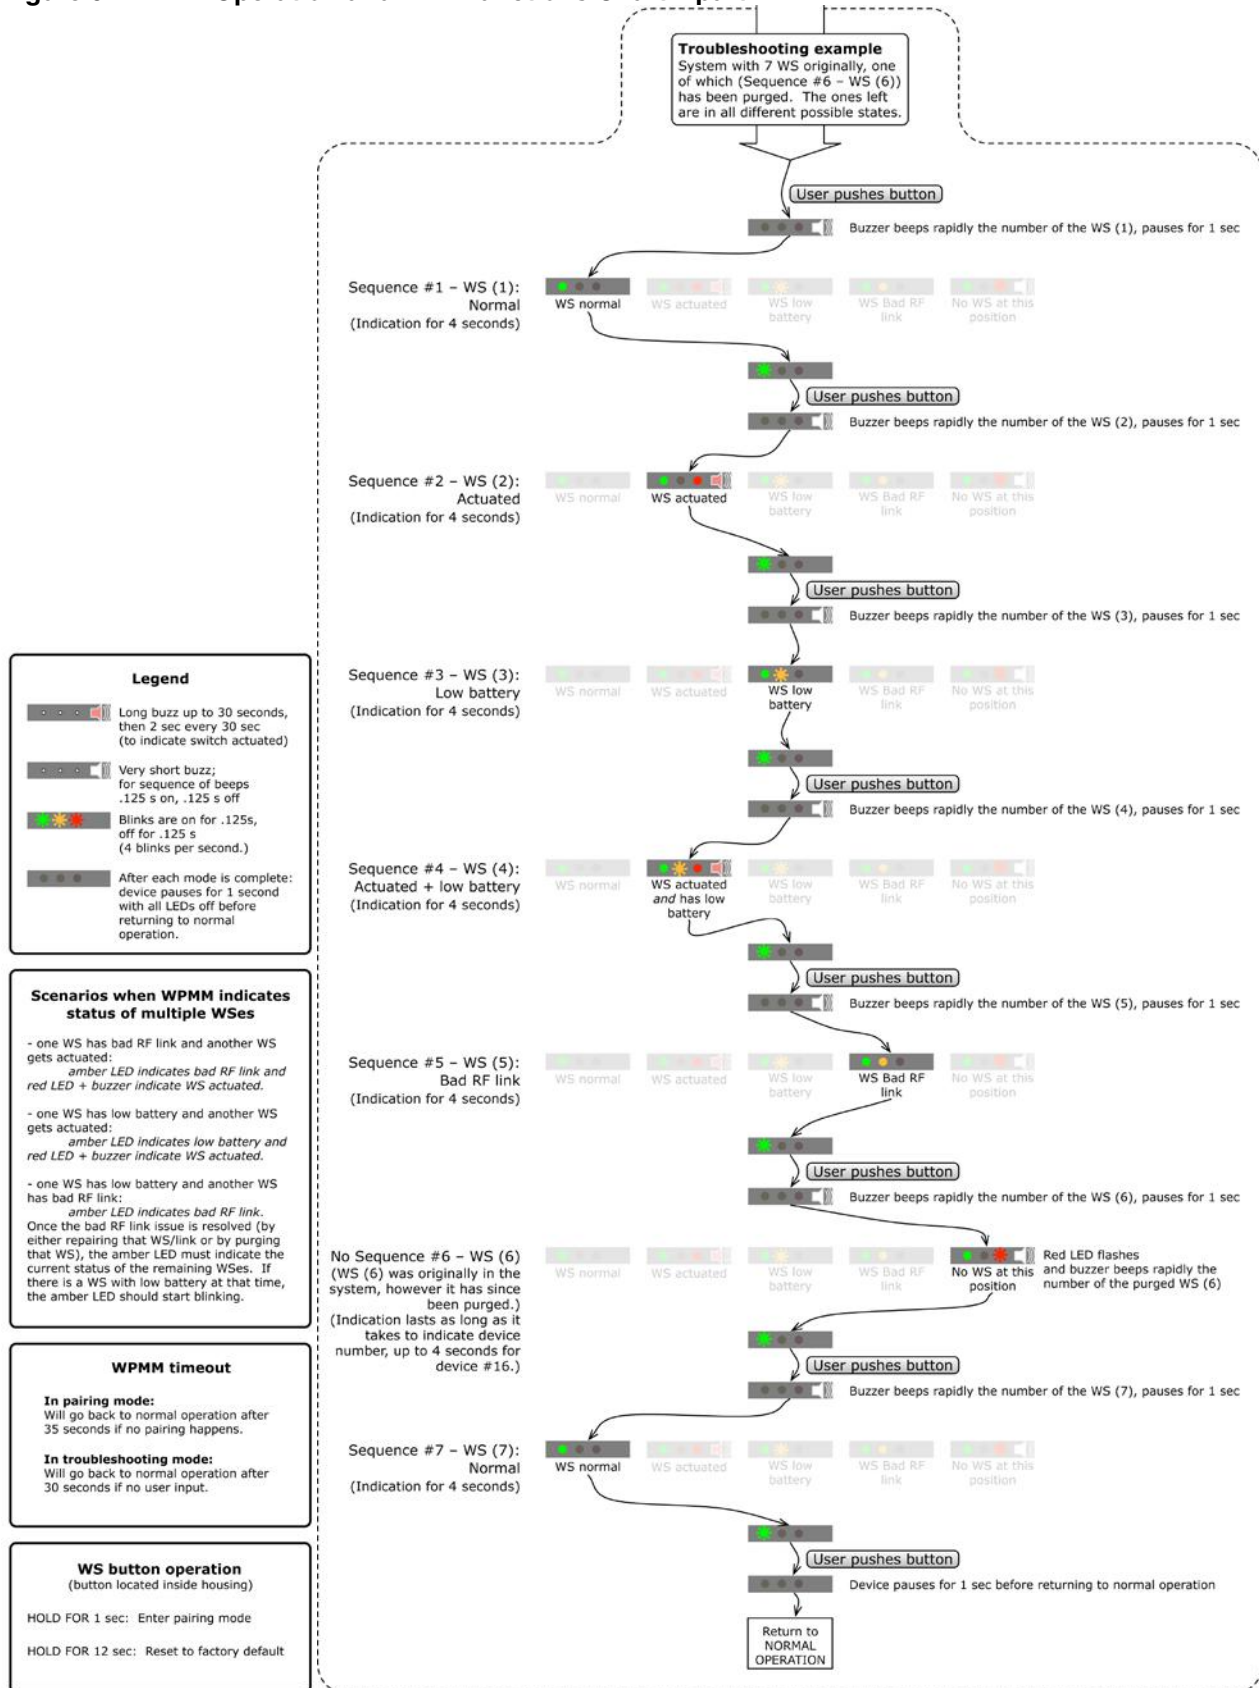 Troubleshooting example
System with 7 WS originally, one
of which (Sequence #6 – WS (6))
has been purged. The ones left
are in all different possible states.
User pushes button
Buzzer beeps rapidly the number of the WS (1), pauses for 1 sec
Sequence #1 – WS (1):
Normal
(Indication for 4 seconds)
WS normal
WS actuated
WS low
battery
WS Bad RF
link
No WS at this
position
User pushes button
Buzzer beeps rapidly the number of the WS (2), pauses for 1 sec
Sequence #2 – WS (2):
Actuated
(Indication for 4 seconds)
WS normal
WS actuated
WS low
battery
WS Bad RF
link
No WS at this
position
User pushes button
Buzzer beeps rapidly the number of the WS (3), pauses for 1 sec
Sequence #3 – WS (3):
Low battery
(Indication for 4 seconds)
WS normal
WS actuated
WS low
battery
WS Bad RF
link
No WS at this
position
User pushes button
Buzzer beeps rapidly the number of the WS (4), pauses for 1 sec
Sequence #4 – WS (4):
Actuated + low battery
(Indication for 4 seconds)
WS normal
WS actuated
and has low
battery
WS low
battery
WS Bad RF
link
No WS at this
position
User pushes button
Buzzer beeps rapidly the number of the WS (5), pauses for 1 sec
Sequence #5 – WS (5):
Bad RF link
(Indication for 4 seconds)
WS normal
WS actuated
WS low
battery
WS Bad RF
link
No WS at this
position
User pushes button
Buzzer beeps rapidly the number of the WS (6), pauses for 1 sec
No Sequence #6 – WS (6)
(WS (6) was originally in the
system, however it has since
been purged.)
(Indication lasts as long as it
takes to indicate device
number, up to 4 seconds for
device #16.)
WS normal
WS actuated
WS low
battery
WS Bad RF
link
No WS at this
position
Red LED flashes
and buzzer beeps rapidly the
number of the purged WS (6)
User pushes button
Buzzer beeps rapidly the number of the WS (7), pauses for 1 sec
Sequence #7 – WS (7):
Normal
(Indication for 4 seconds)
WS normal
WS actuated
WS low
battery
WS Bad RF
link
No WS at this
position
User pushes button
Device pauses for 1 sec before returning to normal operation
Return to
NORMAL
OPERATION
Legend
Long buzz up to 30 seconds,
then 2 sec every 30 sec
(to indicate switch actuated)
Very short buzz;
for sequence of beeps
.125 s on, .125 s off
Blinks are on for .125s,
off for .125 s
(4 blinks per second.)
After each mode is complete:
device pauses for 1 second
with all LEDs off before
returning to normal
operation.
Scenarios when WPMM indicates
status of multiple WSes
- one WS has bad RF link and another WS
gets actuated:
amber LED indicates bad RF link and
red LED + buzzer indicate WS actuated.
- one WS has low battery and another WS
gets actuated:
amber LED indicates low battery and
red LED + buzzer indicate WS actuated.
- one WS has low battery and another WS
has bad RF link:
amber LED indicates bad RF link.
Once the bad RF link issue is resolved (by
either repairing that WS/link or by purging
that WS), the amber LED must indicate the
current status of the remaining WSes. If
there is a WS with low battery at that time,
the amber LED should start blinking.
WPMM timeout
In pairing mode:
Will go back to normal operation after
35 seconds if no pairing happens.
In troubleshooting mode:
Will go back to normal operation after
30 seconds if no user input.
WS button operation
(button located inside housing)
HOLD FOR 1 sec: Enter pairing mode
HOLD FOR 12 sec: Reset to factory default